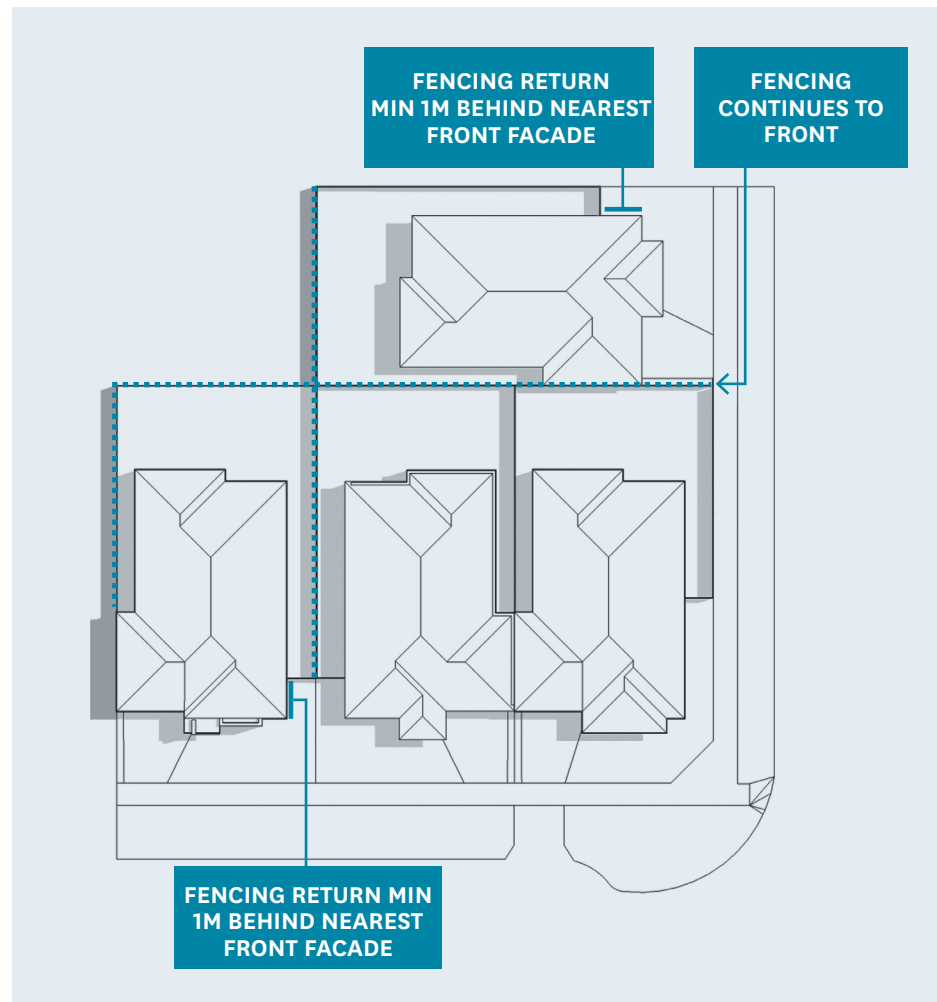 FENCING RETURN
MIN 1M BEHIND NEAREST
FRONT FACADE
FENCING
CONTINUES TO
FRONT
FENCING RETURN MIN
1M BEHIND NEAREST
FRONT FACADE